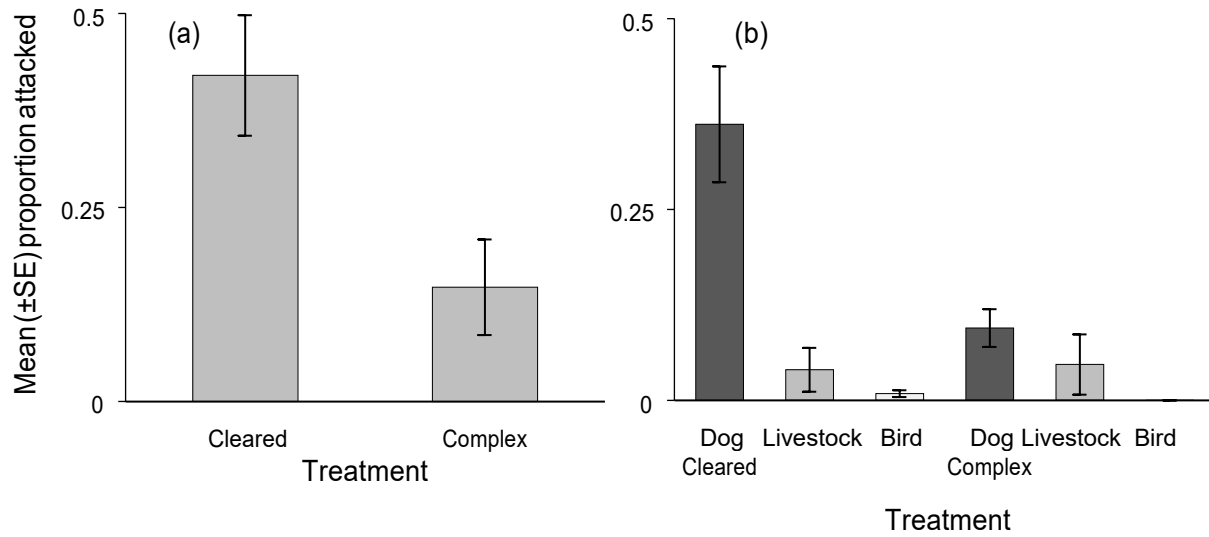 Mean (±SE) proportion attacked
(a)
0.5
0.25
0
Cleared
Complex
Treatment
(b)
0.5
0.25
0
Dog Livestock Bird Dog Livestock Bird
Cleared Complex
Treatment